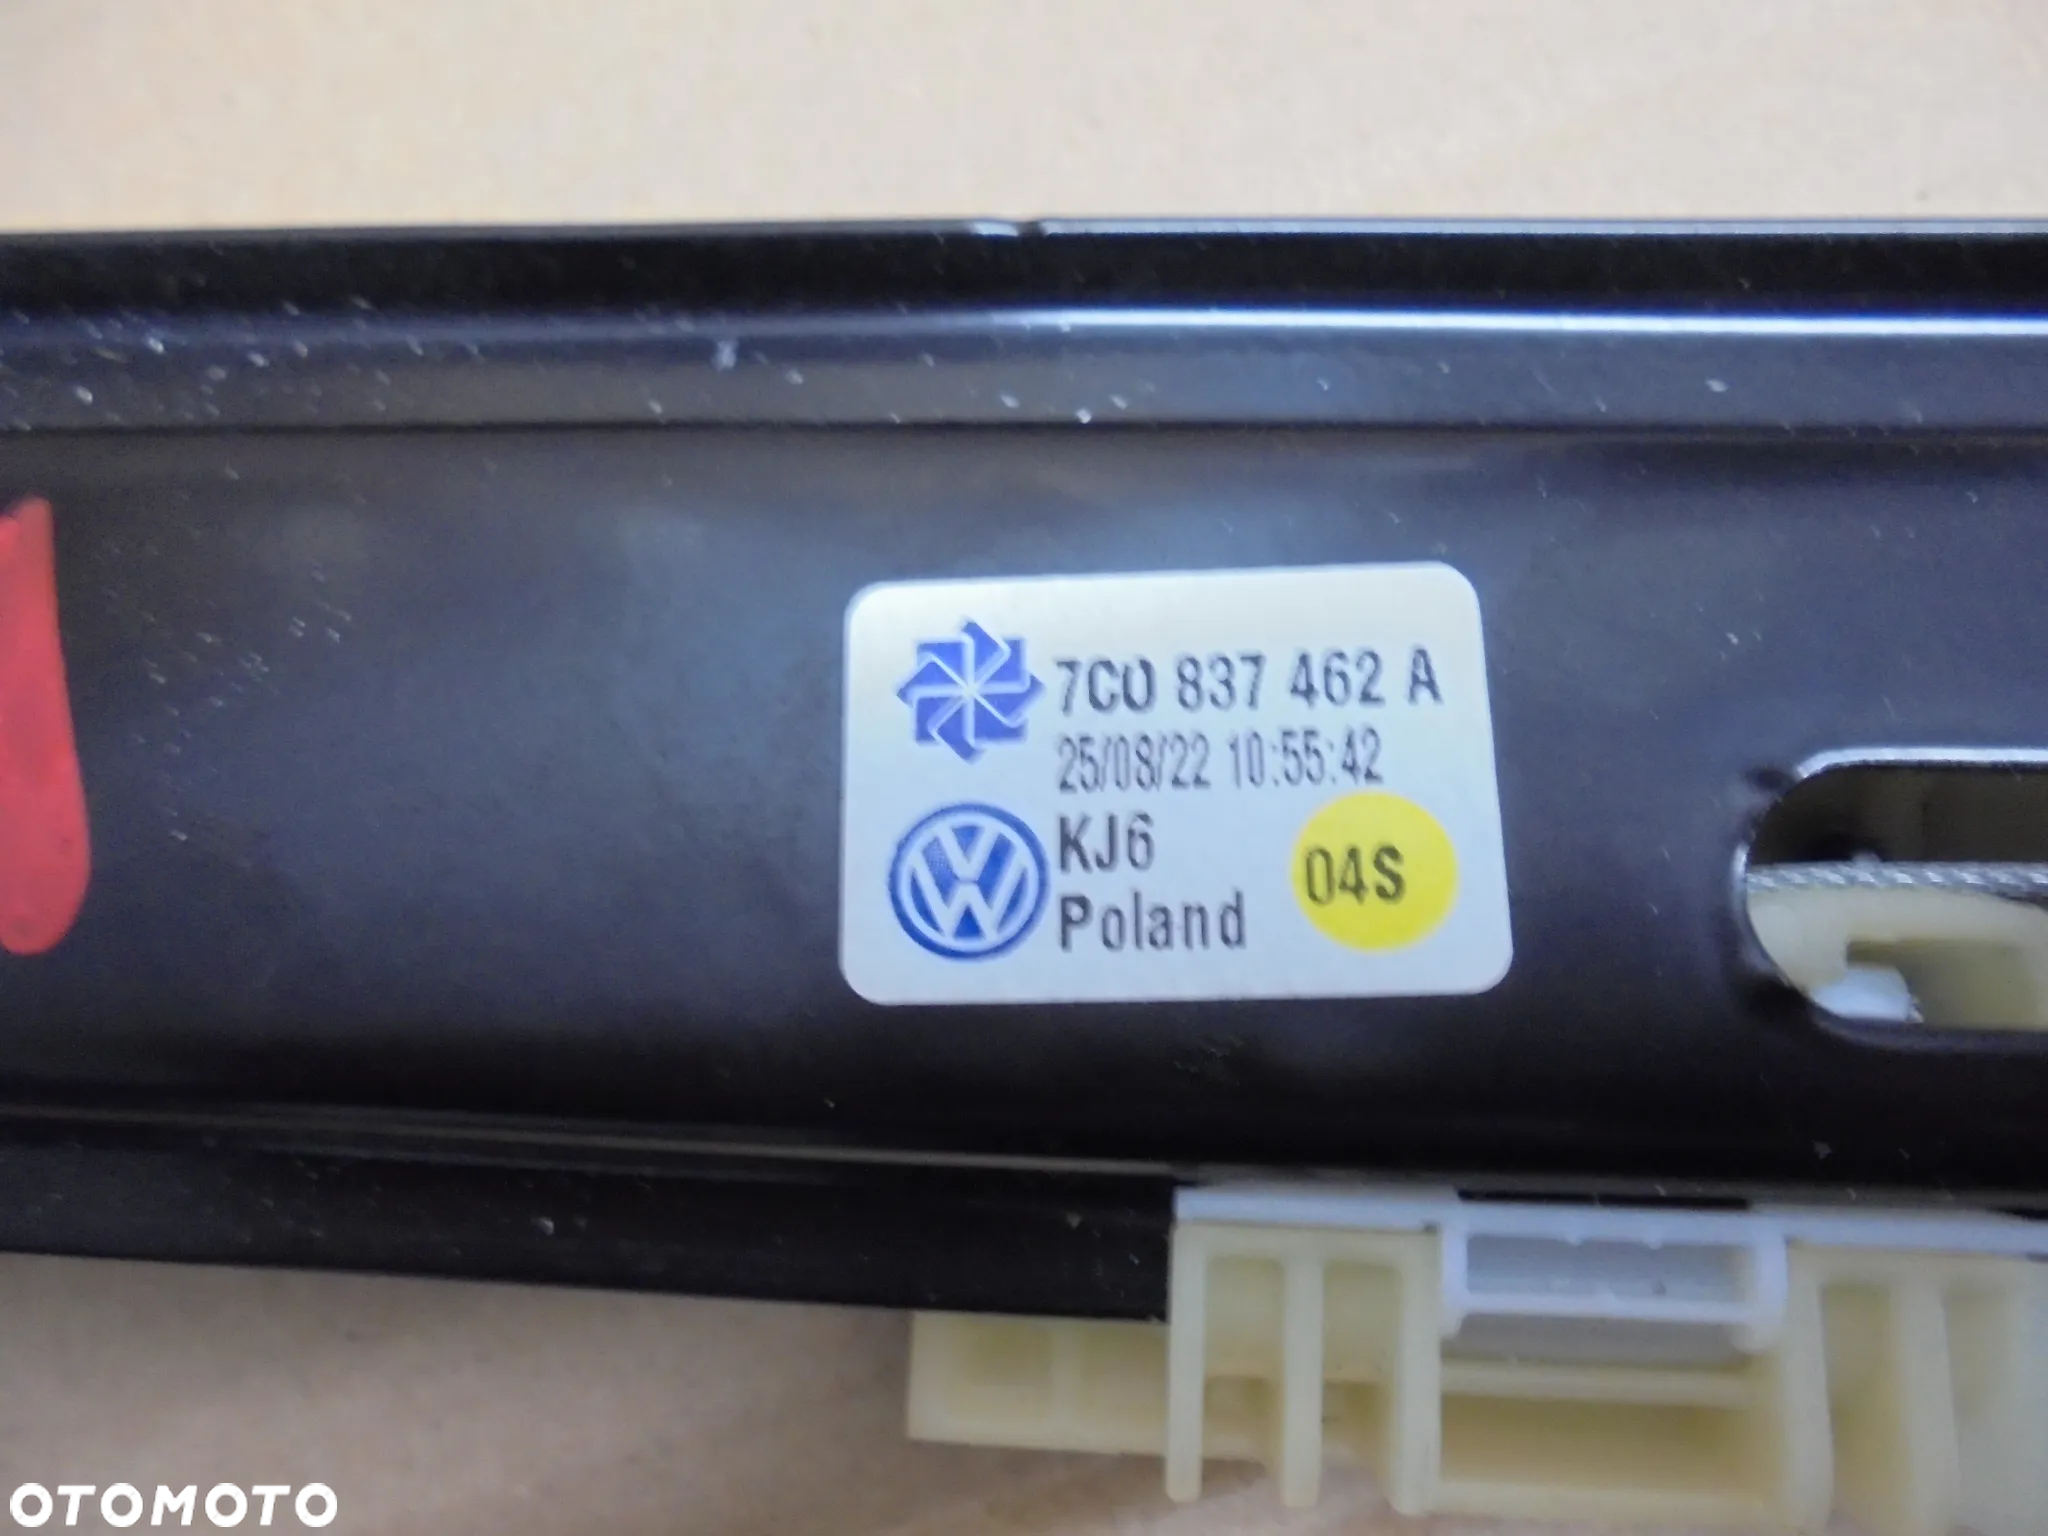 7C0 837 462 A
25/08/22 10:55:42
KJ6
Poland
04S
OTOMOTO